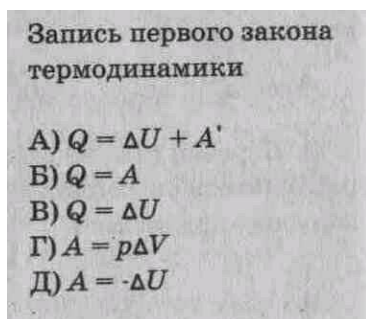 Запись первого закона
термодинамики
А) Q = ΔU + A'
Б) Q = A
В) Q = ΔU
Г) A = pΔV
Д) A = -ΔU